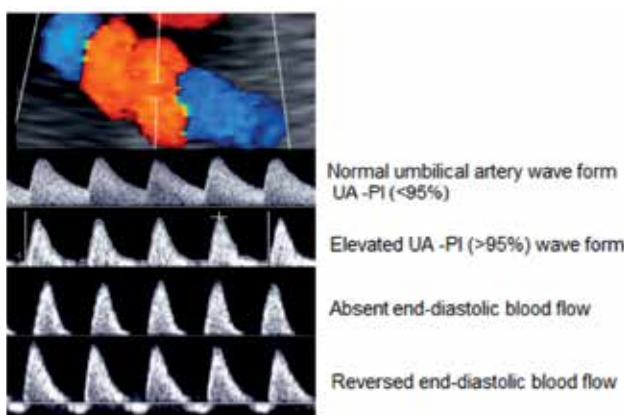 Normal umbilical artery wave form
UA -PI (<95%)
Elevated UA -PI (>95%) wave form
Absent end-diastolic blood flow
Reversed end-diastolic blood flow